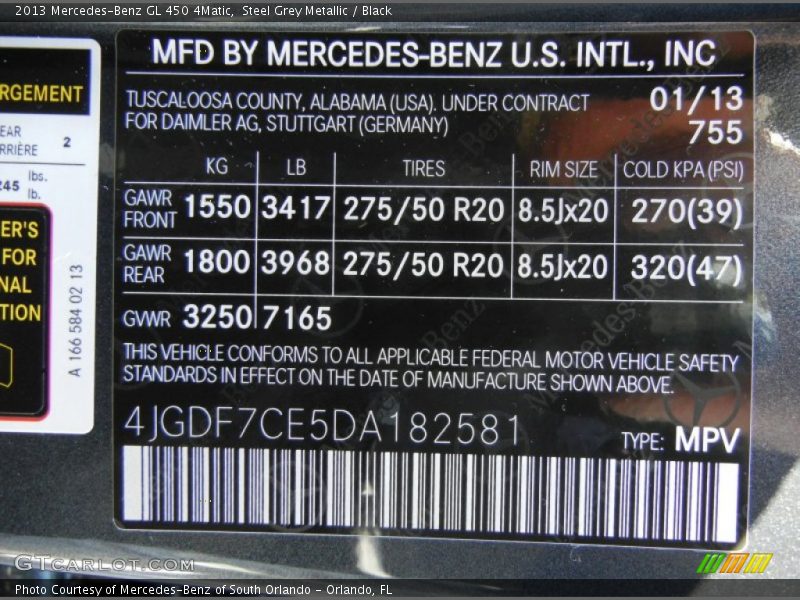 2013 Mercedes-Benz GL 450 4Matic, Steel Grey Metallic / Black
MFD BY MERCEDES-BENZ U.S. INTL., INC
TUSCALOOSA COUNTY, ALABAMA (USA). UNDER CONTRACT
FOR DAIMLER AG, STUTTGART (GERMANY)
01/13
755
KG LB TIRES RIM SIZE COLD KPA (PSI)
GAWR FRONT 1550 3417 275/50 R20 8.5Jx20 270(39)
GAWR REAR 1800 3968 275/50 R20 8.5Jx20 320(47)
GWR 3250 7165
THIS VEHICLE CONFORMS TO ALL APPLICABLE FEDERAL MOTOR VEHICLE SAFETY
STANDARDS IN EFFECT ON THE DATE OF MANUFACTURE SHOWN ABOVE.
4JGDF7CE5DA182581
TYPE: MPV
RGEMENT
EAR
RRIÈRE 2
245 lbs.
lb.
ER'S
FOR
NAL
TION
A 166 584 02 13
GTCARLOT.COM
Photo Courtesy of Mercedes-Benz of South Orlando - Orlando, FL